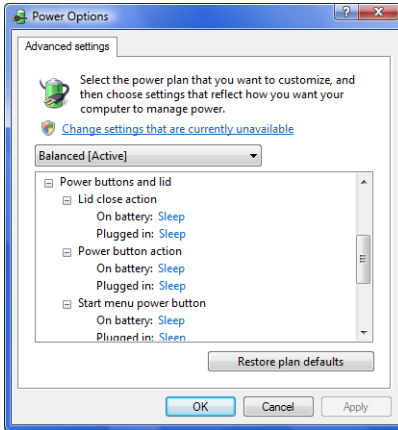 Power Options
Advanced settings
Select the power plan that you want to customize, and
then choose settings that reflect how you want your
computer to manage power.
Change settings that are currently unavailable
Balanced [Active]
Power buttons and lid
Lid close action
On battery: Sleep
Plugged in: Sleep
Power button action
On battery: Sleep
Plugged in: Sleep
Start menu power button
On battery: Sleep
Plugged in: Sleep
Restore plan defaults
OK Cancel Apply